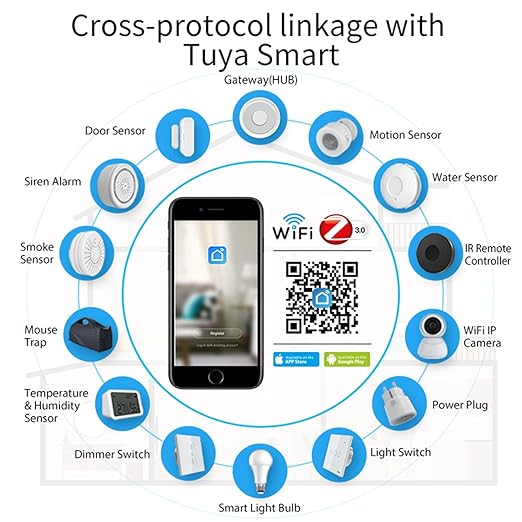 Cross-protocol linkage with
Tuya Smart
Gateway(HUB)
Door Sensor
Motion Sensor
Siren Alarm
Water Sensor
WiFi
Z 3.0
Smoke
Sensor
IR Remote
Controller
Mouse
Trap
WiFi IP
Camera
Register
Log in with existing account
Available on the
APP Store
Available on the
Google Play
Temperature
& Humidity
Sensor
Power Plug
Dimmer Switch
Light Switch
Smart Light Bulb